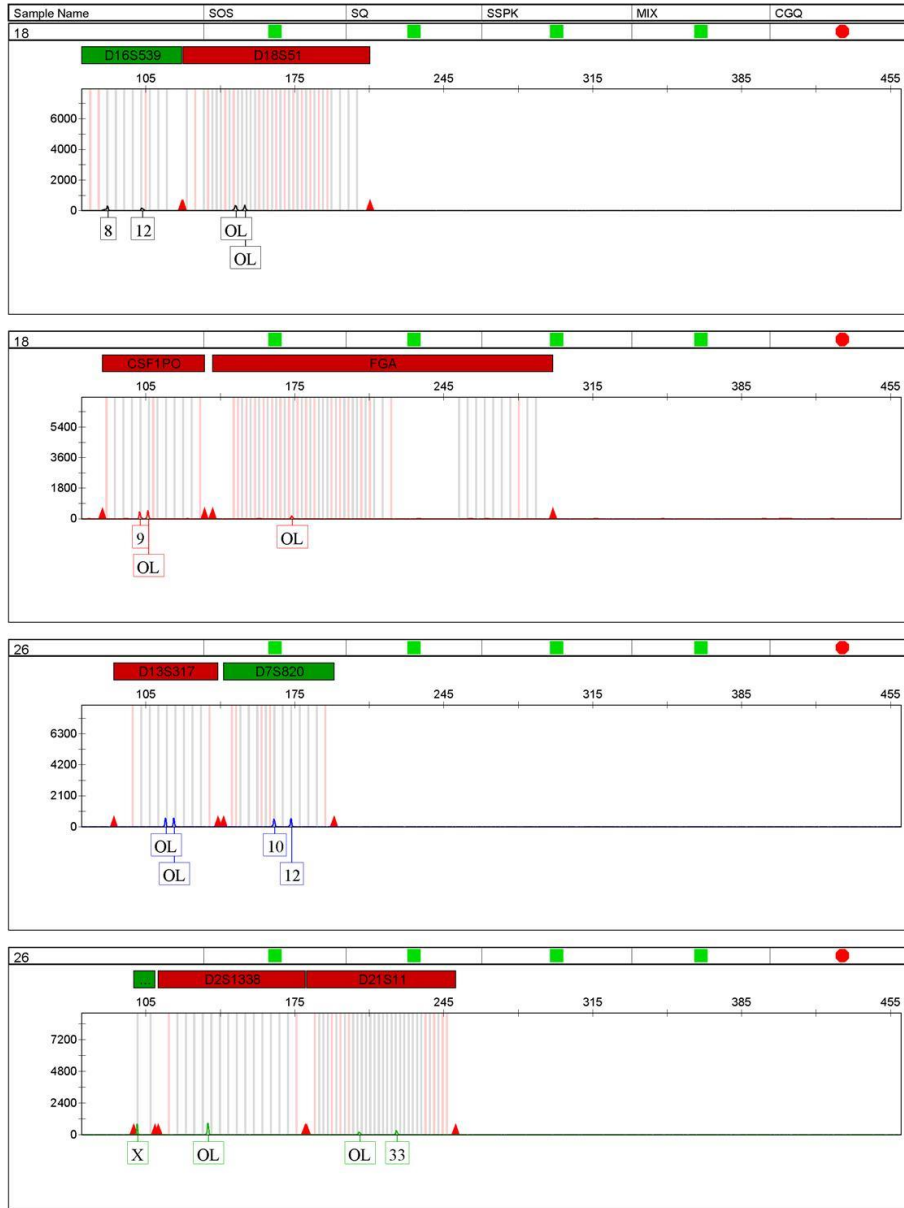 Sample Name SOS SQ SSPK MIX CGQ
18
D16S539 D18S51
105 175 245 315 385 455
6000
4000
2000
0
8 12 OL
OL
18
CSF1PO FGA
105 175 245 315 385 455
5400
3600
1800
0
9 OL
OL
26
D13S317 D7S820
105 175 245 315 385 455
6300
4200
2100
0
OL 10
OL 12
26
D2S1338 D21S11
105 175 245 315 385 455
7200
4800
2400
0
X OL OL 33